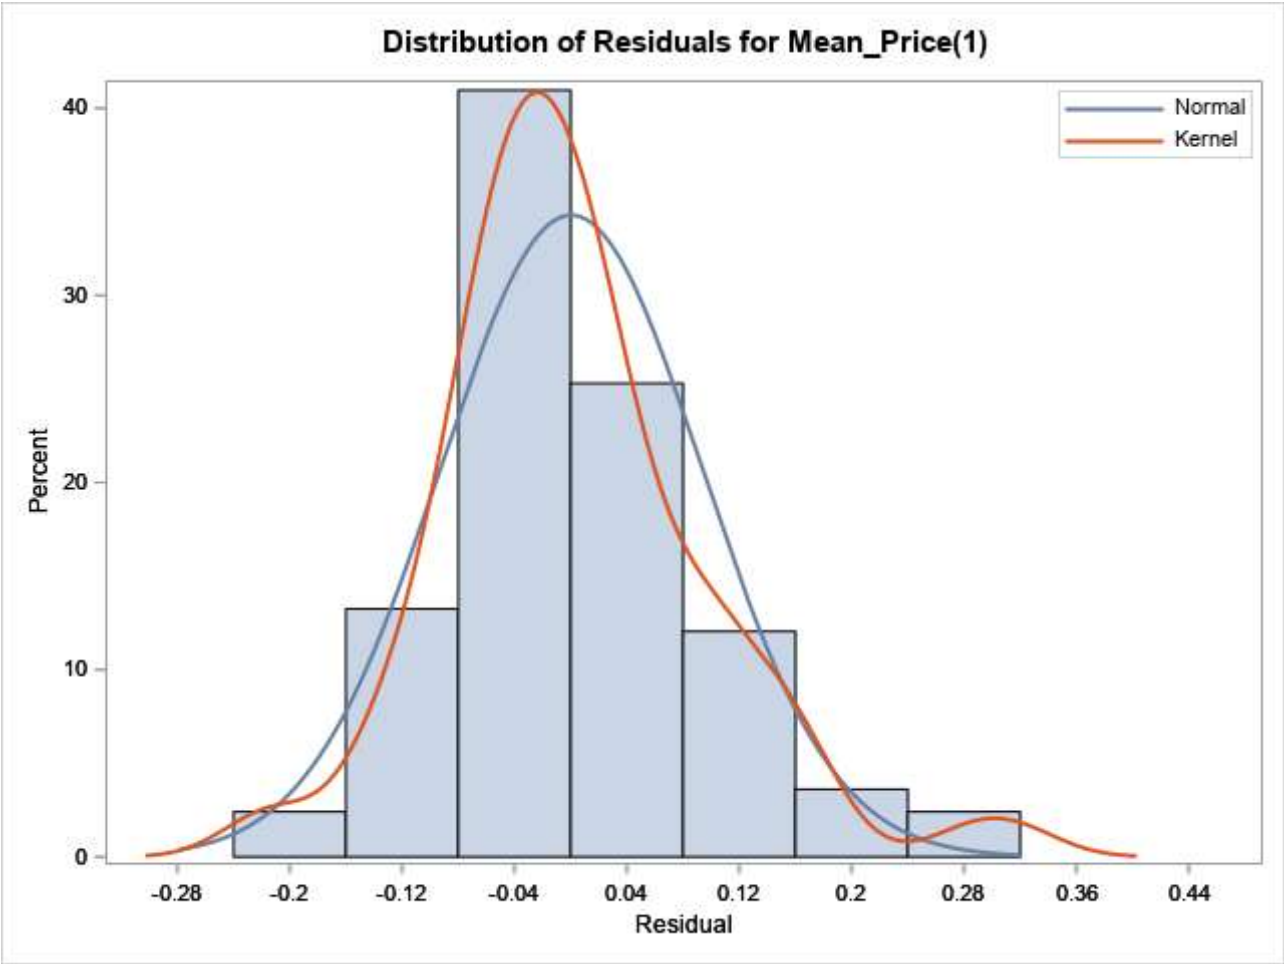 Distribution of Residuals for Mean_Price(1)
Normal
Kernel
40
30
20
10
0
Percent
-0.28 -0.2 -0.12 -0.04 0.04 0.12 0.2 0.28 0.36 0.44
Residual